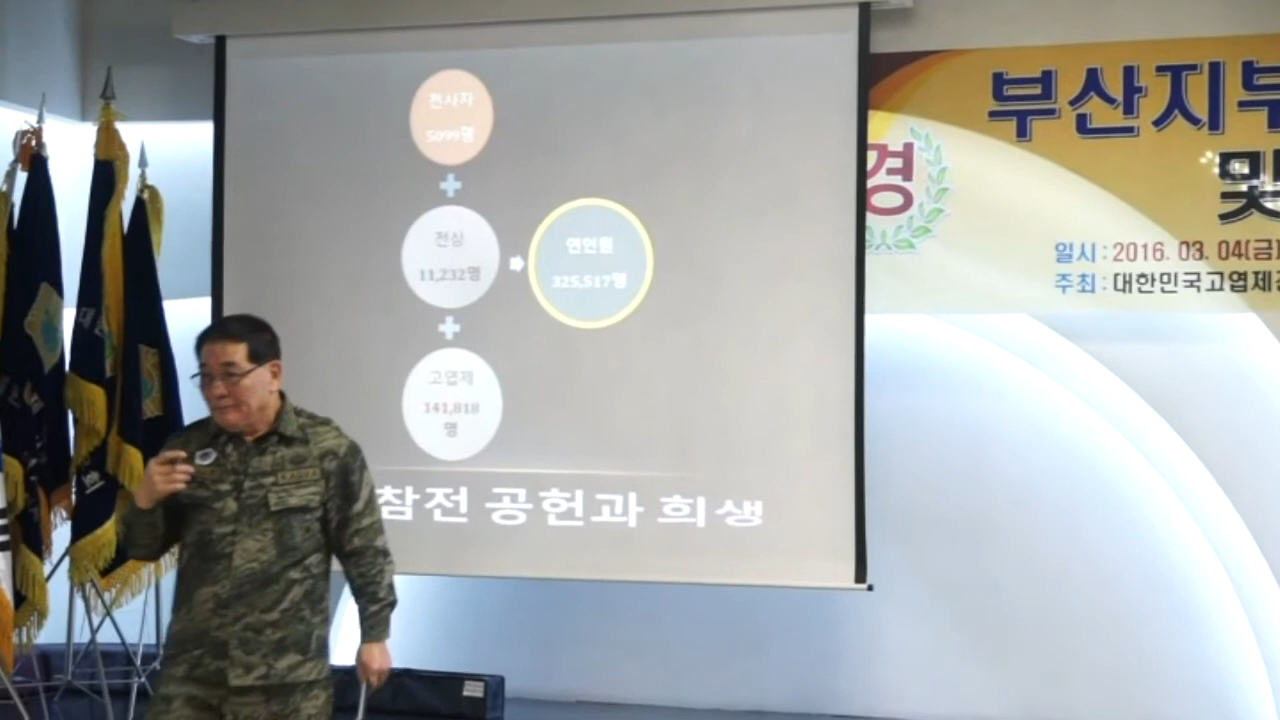 전사자
5099명
전상
11,232명
고엽제
141,818
명
연인원
325,517명
참전 공헌과 희생
경
부산지부
및
일시 : 2016. 03. 04(금)
주최 : 대한민국고엽제